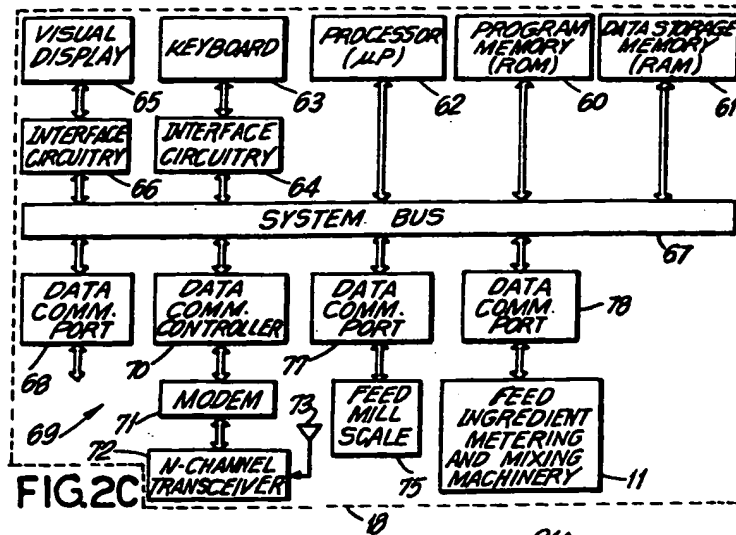 VISUAL DISPLAY
KEYBOARD
PROCESSOR (μP)
PROGRAM MEMORY (ROM)
DATA STORAGE MEMORY (RAM)
65
63
62
60
61
INTERFACE CIRCUITRY
INTERFACE CIRCUITRY
66
64
SYSTEM BUS
67
DATA COMM. PORT
DATA COMM. CONTROLLER
DATA COMM. PORT
DATA COMM. PORT
78
68
70
77
69
71
MODEM
73
FEED MILL SCALE
FEED INGREDIENT METERING AND MIXING MACHINERY
72
N-CHANNEL TRANSCEIVER
75
11
FIG.2C
18